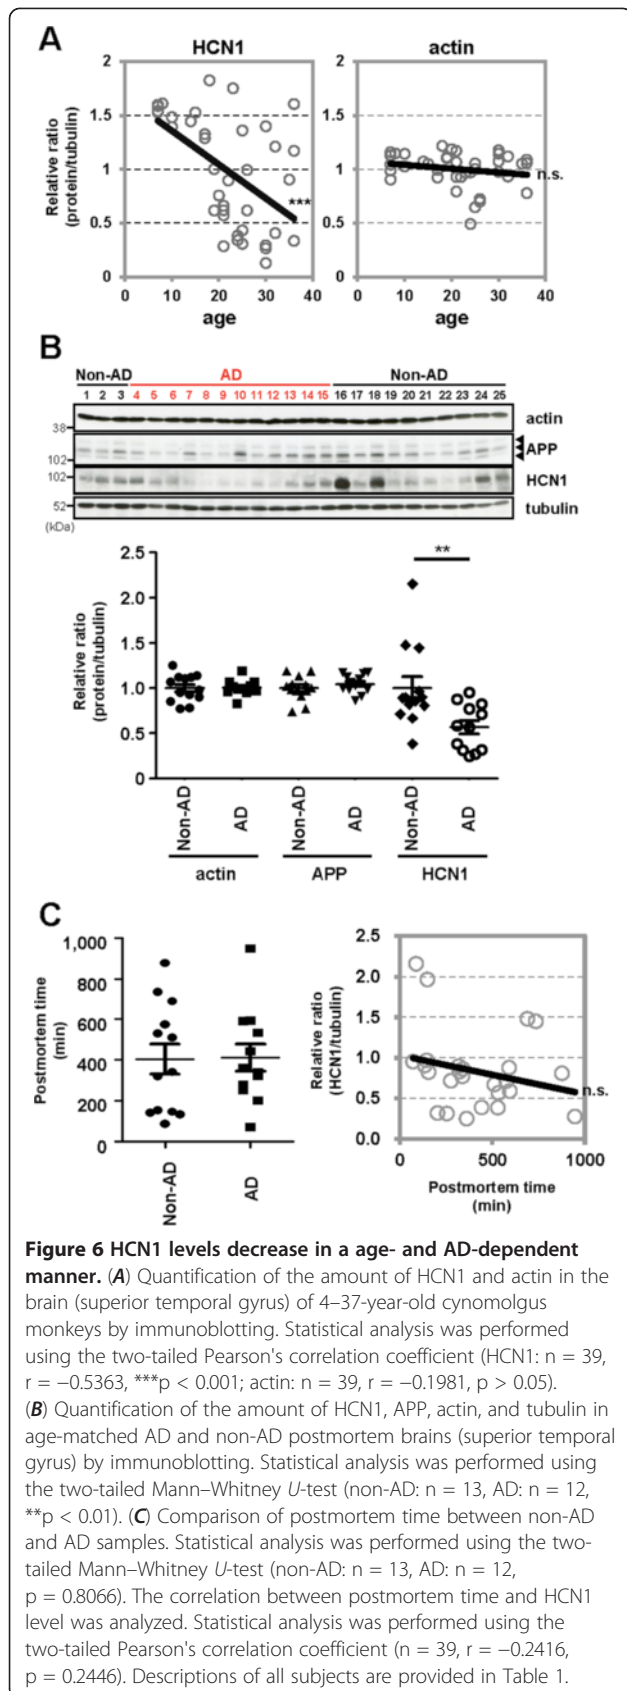 A
HCN1
actin
Relative ratio
(protein/tubulin)
2
1.5
1
0.5
0
***
0 10 20 30 40
age
2
1.5
1
0.5
0
n.s.
0 10 20 30 40
age
B
Non-AD AD Non-AD
1 2 3 4 5 6 7 8 9 10 11 12 13 14 15 16 17 18 19 20 21 22 23 24 25
38
actin
102
APP
102
HCN1
52
tubulin
(kDa)
Relative ratio
(protein/tubulin)
2.5
2.0
1.5
1.0
0.5
0
**
Non-AD AD Non-AD AD Non-AD AD
actin APP HCN1
C
Postmortem time
(min)
1,000
800
600
400
200
0
Non-AD AD
Relative ratio
(HCN1/tubulin)
2.5
2.0
1.5
1.0
0.5
0.0
n.s.
0 500 1000
Postmortem time
(min)
Figure 6 HCN1 levels decrease in a age- and AD-dependent
manner. (A) Quantification of the amount of HCN1 and actin in the
brain (superior temporal gyrus) of 4–37-year-old cynomolgus
monkeys by immunoblotting. Statistical analysis was performed
using the two-tailed Pearson's correlation coefficient (HCN1: n = 39,
r = −0.5363, ***p < 0.001; actin: n = 39, r = −0.1981, p > 0.05).
(B) Quantification of the amount of HCN1, APP, actin, and tubulin in
age-matched AD and non-AD postmortem brains (superior temporal
gyrus) by immunoblotting. Statistical analysis was performed using
the two-tailed Mann–Whitney U-test (non-AD: n = 13, AD: n = 12,
**p < 0.01). (C) Comparison of postmortem time between non-AD
and AD samples. Statistical analysis was performed using the two-
tailed Mann–Whitney U-test (non-AD: n = 13, AD: n = 12,
p = 0.8066). The correlation between postmortem time and HCN1
level was analyzed. Statistical analysis was performed using the
two-tailed Pearson's correlation coefficient (n = 39, r = −0.2416,
p = 0.2446). Descriptions of all subjects are provided in Table 1.